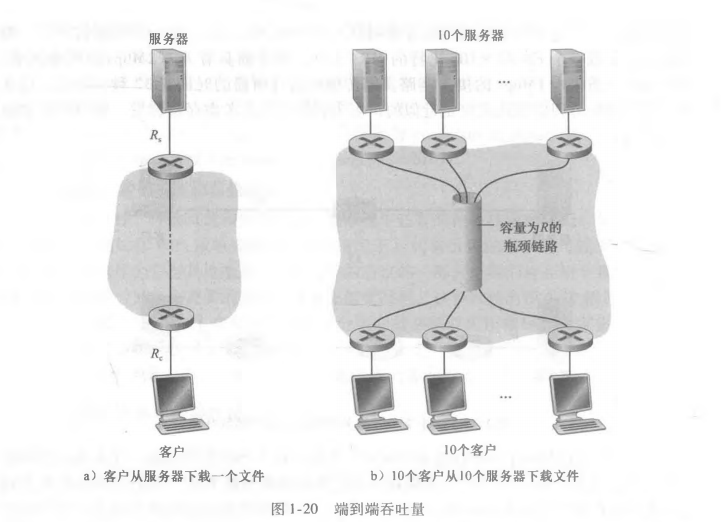 服务器
10个服务器
…
Rs
容量为R的
瓶颈链路
Rc
…
客户
10个客户
a）客户从服务器下载一个文件
b）10个客户从10个服务器下载文件
图 1-20 端到端吞吐量